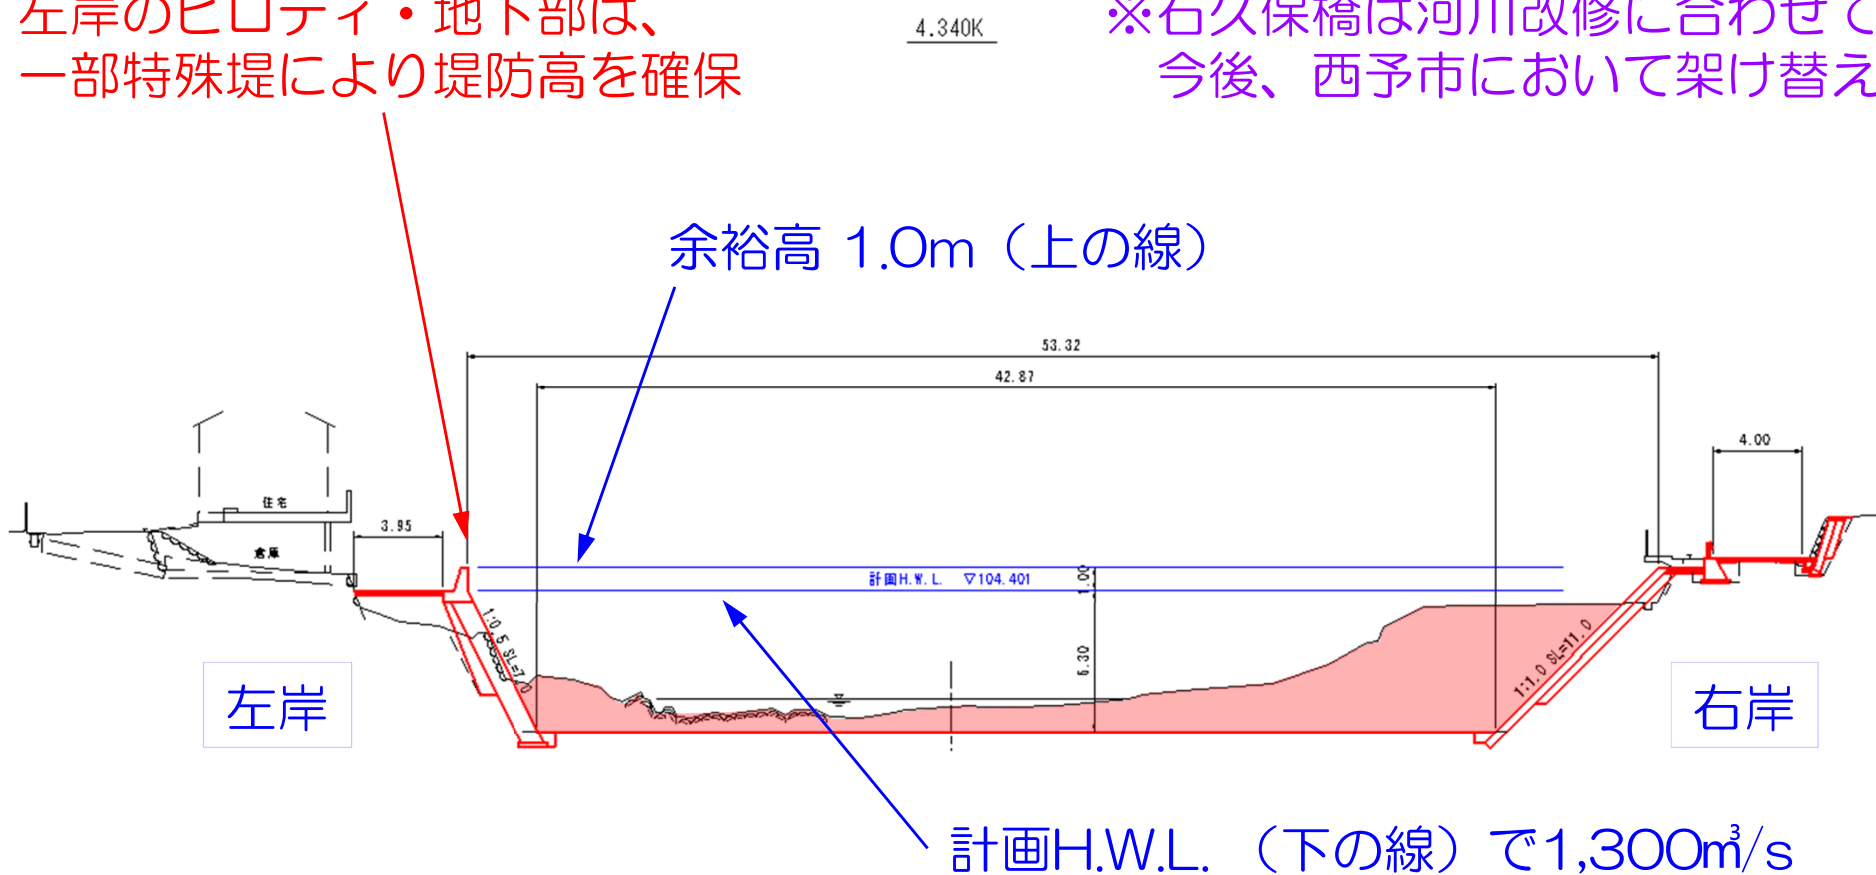 左岸のピロティ・地下部は、
一部特殊堤により堤防高を確保
4.340K
※石久保橋は河川改修に合わせて
今後、西予市において架け替え
余裕高 1.0m（上の線）
53.32
42.87
4.00
住宅
3.95
倉庫
計画H.W.L. ▽104.401
1.00
1:0.5 SL=7.0
6.30
1:1.0 SL=11.0
左岸
右岸
計画H.W.L.（下の線）で1,300㎥/s